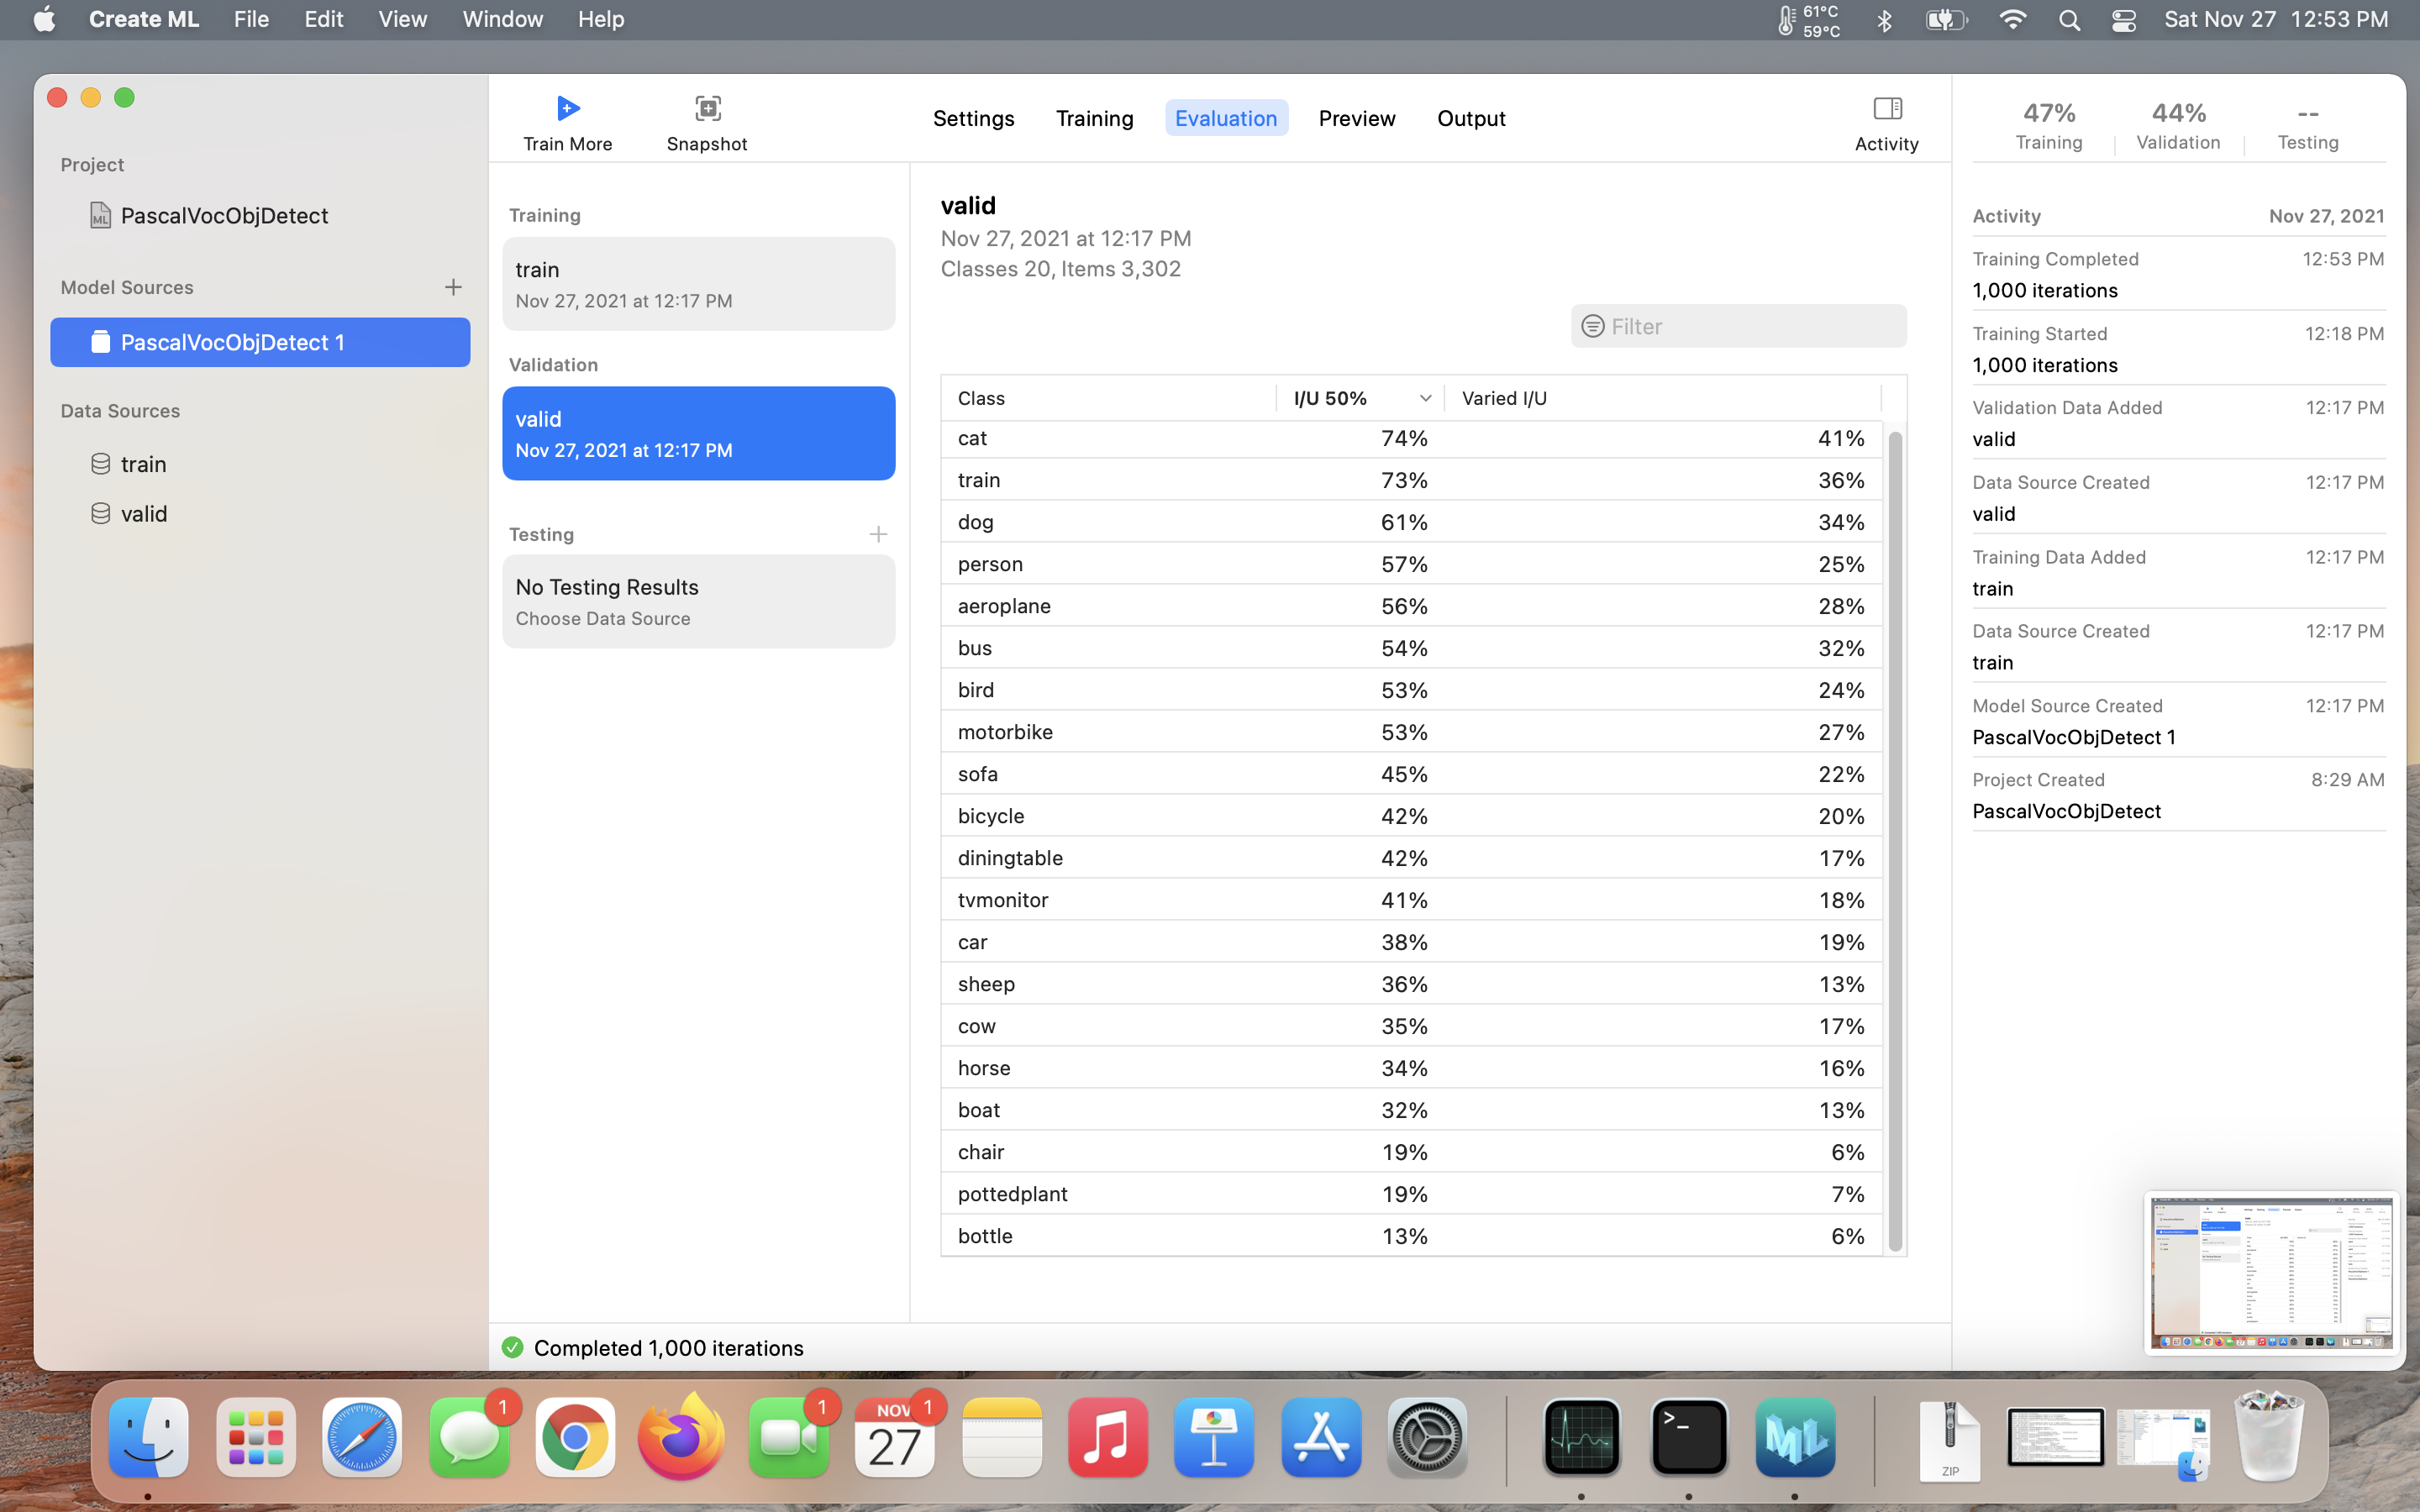 Create ML File Edit View Window Help 61°C 59°C Sat Nov 27 12:53 PM
Project
PascalVocObjDetect
Model Sources
PascalVocObjDetect 1
Data Sources
train
valid
Train More Snapshot
Settings Training Evaluation Preview Output
Activity
Training
train
Nov 27, 2021 at 12:17 PM
Validation
valid
Nov 27, 2021 at 12:17 PM
Testing
No Testing Results
Choose Data Source
valid
Nov 27, 2021 at 12:17 PM
Classes 20, Items 3,302
Filter
Class I/U 50% Varied I/U
cat 74% 41%
train 73% 36%
dog 61% 34%
person 57% 25%
aeroplane 56% 28%
bus 54% 32%
bird 53% 24%
motorbike 53% 27%
sofa 45% 22%
bicycle 42% 20%
diningtable 42% 17%
tvmonitor 41% 18%
car 38% 19%
sheep 36% 13%
cow 35% 17%
horse 34% 16%
boat 32% 13%
chair 19% 6%
pottedplant 19% 7%
bottle 13% 6%
Completed 1,000 iterations
47% 44% --
Training Validation Testing
Activity Nov 27, 2021
Training Completed 12:53 PM
1,000 iterations
Training Started 12:18 PM
1,000 iterations
Validation Data Added 12:17 PM
valid
Data Source Created 12:17 PM
valid
Training Data Added 12:17 PM
train
Data Source Created 12:17 PM
train
Model Source Created 12:17 PM
PascalVocObjDetect 1
Project Created 8:29 AM
PascalVocObjDetect
1 1 NOV 1
27
>_
ML
ZIP